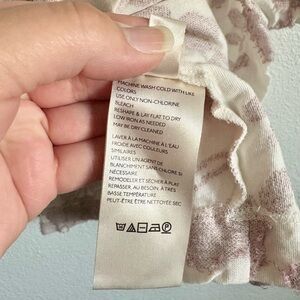 MACHINE WASH COLD WITH LIKE
COLORS
USE ONLY NON-CHLORINE
BLEACH
RESHAPE & LAY FLAT TO DRY
LOW IRON AS NEEDED
MAY BE DRY CLEANED
LAVER À LA MACHINE À L'EAU
FROIDE AVEC COULEURS
SIMILAIRES
UTILISER UN AGENT DE
BLANCHIMENT SANS CHLORE SI
NÉCESSAIRE
REMODELER ET SÉCHER À PLAT
REPASSER, AU BESOIN, À TRÈS
BASSE TEMPÉRATURE
PEUT-ÊTRE ÊTRE NETTOYÉ SEC